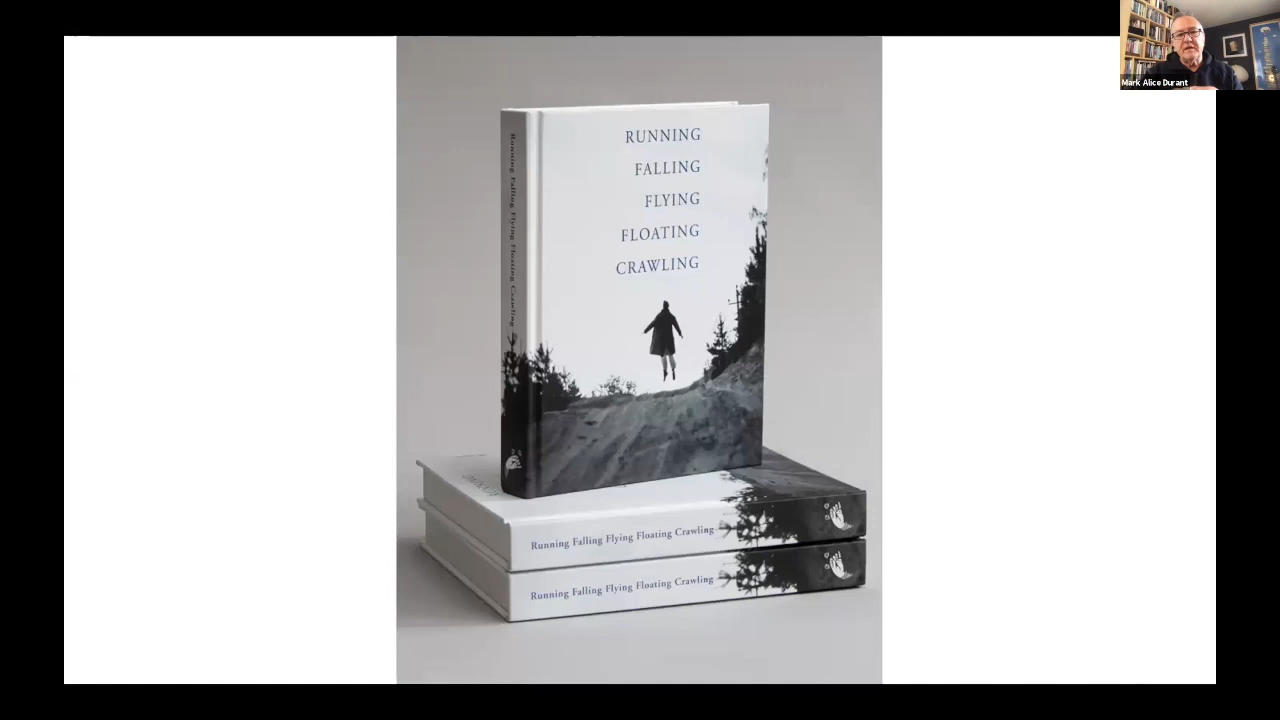 Mark Alice Durant
RUNNING
FALLING
FLYING
FLOATING
CRAWLING
Running Falling Flying Floating Crawling
Running Falling Flying Floating Crawling
Running Falling Flying Floating Crawling